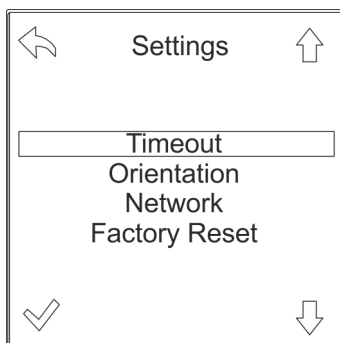 Settings
Timeout
Orientation
Network
Factory Reset